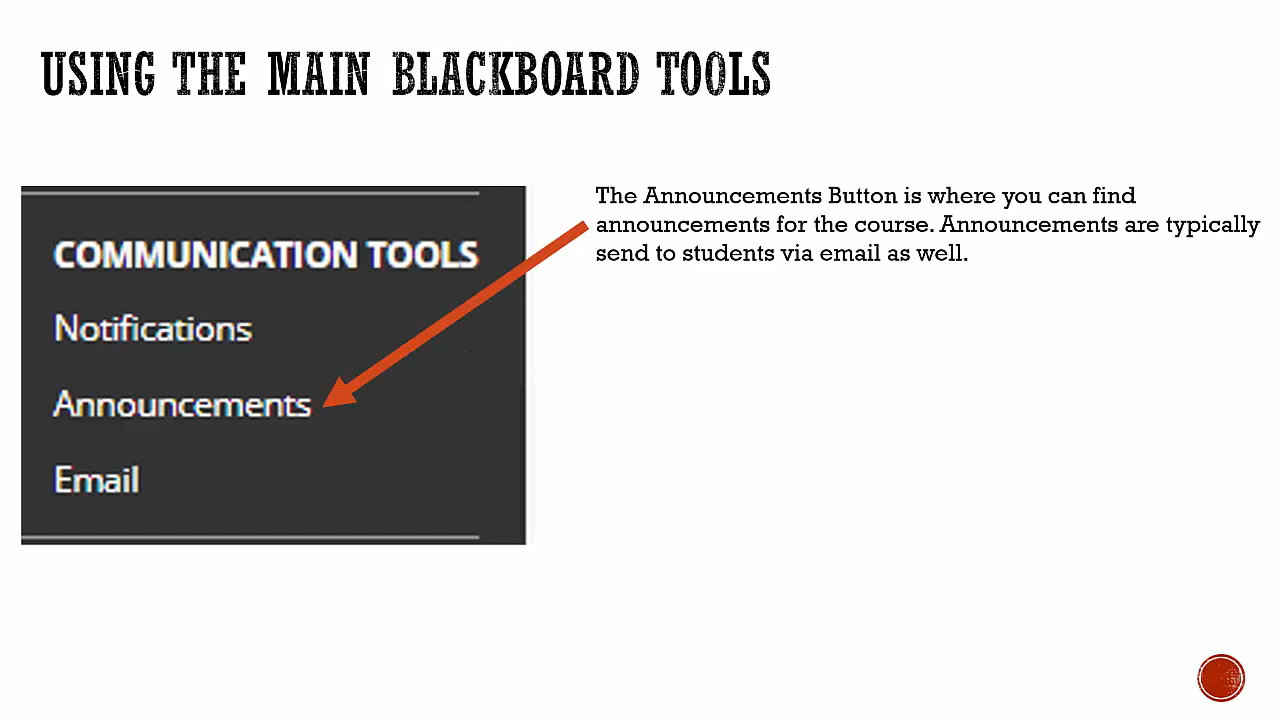 USING THE MAIN BLACKBOARD TOOLS
COMMUNICATION TOOLS
Notifications
Announcements
Email
The Announcements Button is where you can find
announcements for the course. Announcements are typically
send to students via email as well.